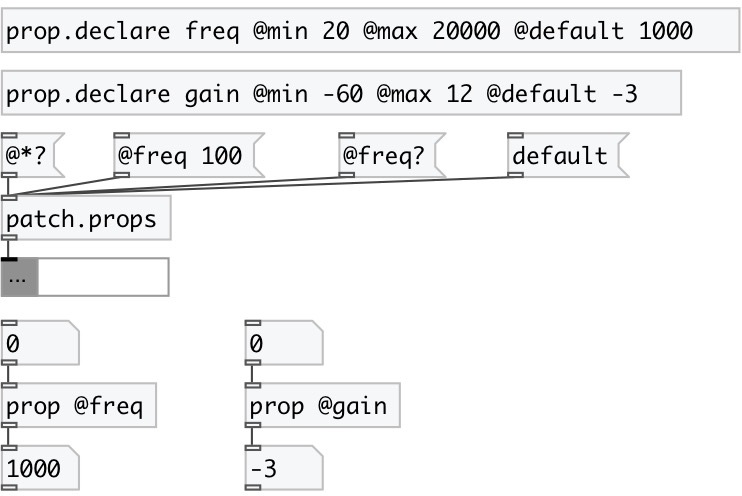 prop.declare freq @min 20 @max 20000 @default 1000
prop.declare gain @min -60 @max 12 @default -3
@*? @freq 100 @freq? default
patch.props
...
0 0
prop @freq prop @gain
1000 -3